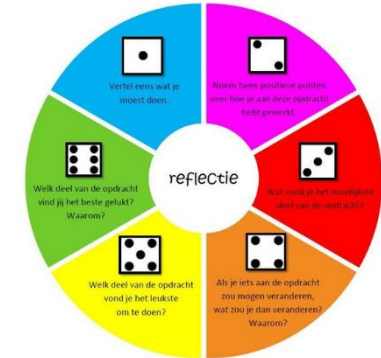 Vertel eens wat je
moest doen.
Noem twee positieve punten
over hoe je aan deze opdracht
hebt gewerkt.
Wat vond je het moeilijkste
deel van de opdracht?
Als je iets aan de opdracht
zou mogen veranderen,
wat zou je dan veranderen?
Waarom?
Welk deel van de opdracht
vond je het leukste
om te doen?
Welk deel van de opdracht
vind jij het beste gelukt?
Waarom?
reflectie